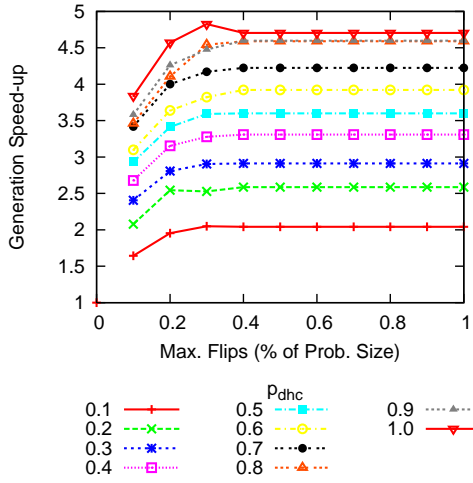 5
4.5
4
3.5
3
2.5
2
1.5
1
Generation Speed-up
0 0.2 0.4 0.6 0.8 1
Max. Flips (% of Prob. Size)
p_dhc
0.1 0.5 0.9
0.2 0.6 1.0
0.3 0.7
0.4 0.8